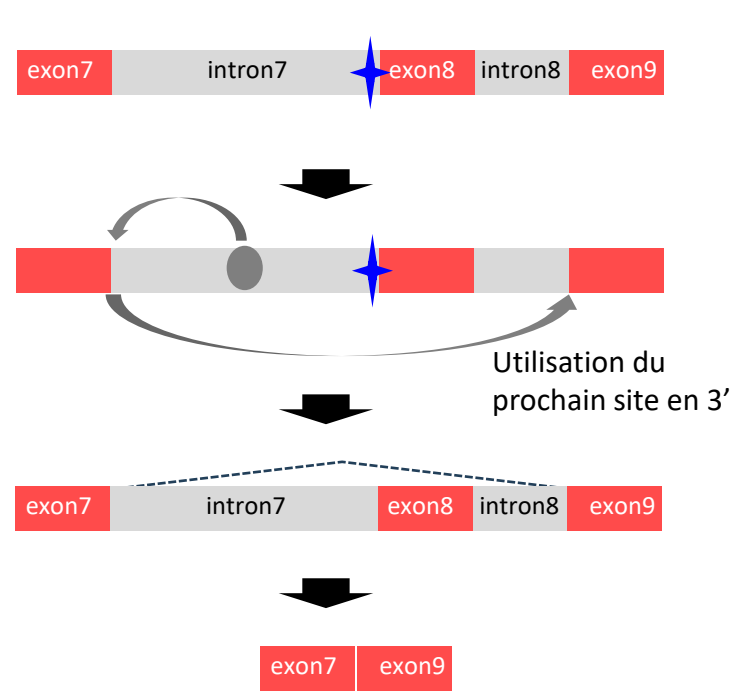 exon7 intron7 exon8 intron8 exon9
Utilisation du
prochain site en 3’
exon7 intron7 exon8 intron8 exon9
exon7 exon9